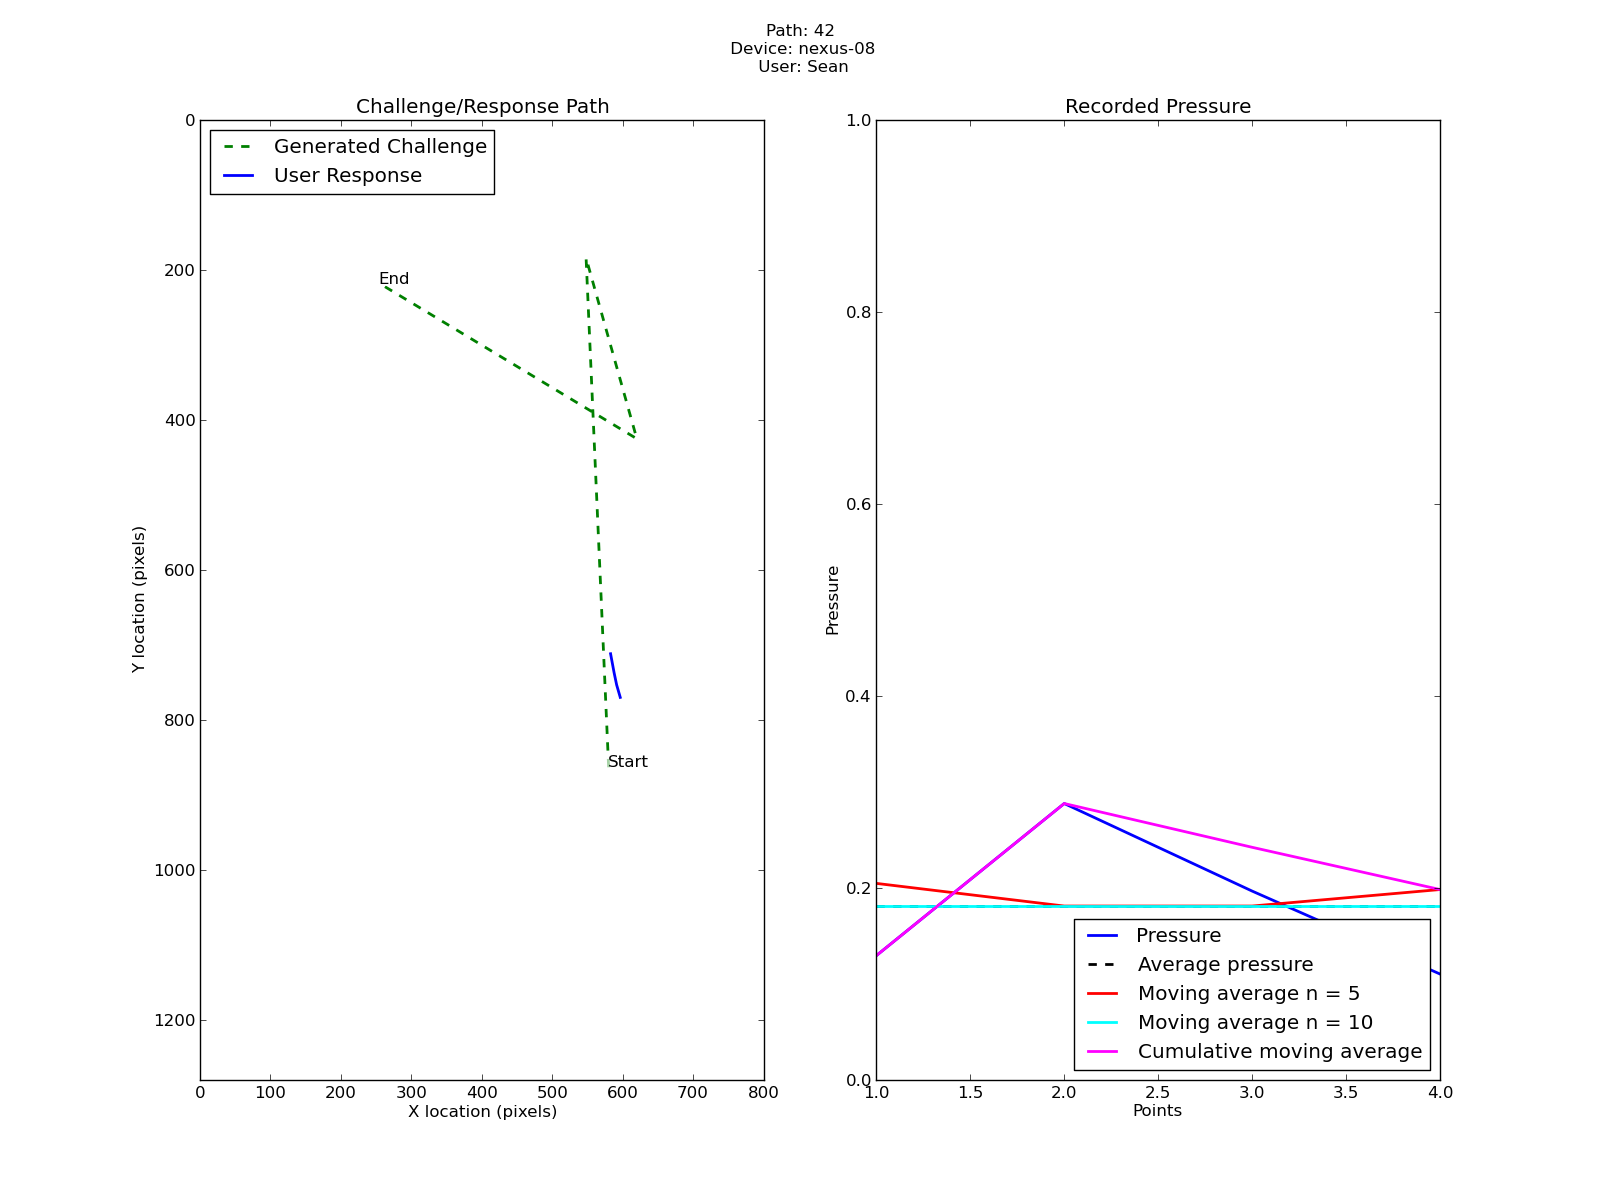 Path: 42
Device: nexus-08
User: Sean
Challenge/Response Path
Generated Challenge
User Response
0
200
400
600
800
1000
1200
Y location (pixels)
End
Start
0 100 200 300 400 500 600 700 800
X location (pixels)
Recorded Pressure
1.0
0.8
0.6
0.4
0.2
0.0
Pressure
Pressure
Average pressure
Moving average n = 5
Moving average n = 10
Cumulative moving average
1.0 1.5 2.0 2.5 3.0 3.5 4.0
Points